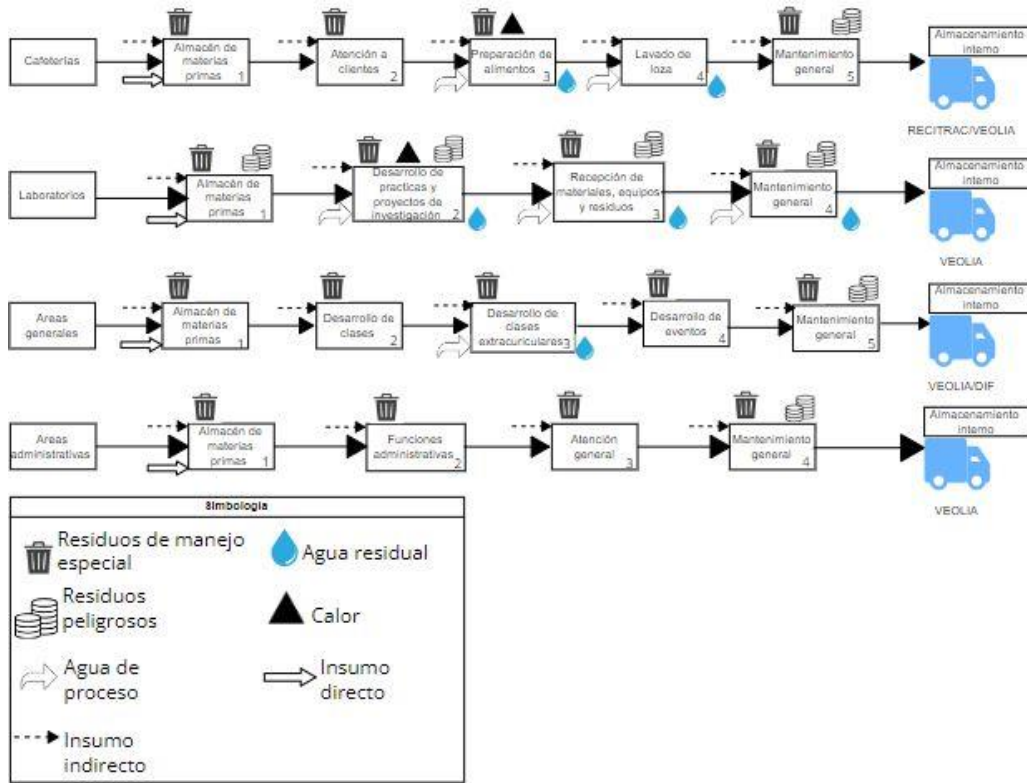 Cafeterías
Almacén de
materias
primas
1
Atención a
clientes
2
Preparación de
alimentos
3
Lavado de
loza
4
Mantenimiento
general
5
Almacenamiento
interno
RECITRAC/VEOLIA
Laboratorios
Almacén de
materias
primas
1
Desarrollo de
practicas y
proyectos de
investigación
2
Recepción de
materiales, equipos
y residuos
3
Mantenimiento
general
4
Almacenamiento
interno
VEOLIA
Areas
generales
Almacén de
materias
primas
1
Desarrollo de
clases
2
Desarrollo de
clases
extracurriculares
3
Desarrollo de
eventos
4
Mantenimiento
general
5
Almacenamiento
interno
VEOLIA/DIF
Areas
administrativas
Almacén de
materias
primas
1
Funciones
administrativas
2
Atención
general
3
Mantenimiento
general
4
Almacenamiento
interno
VEOLIA
Simbología
Residuos de manejo
especial
Agua residual
Residuos
peligrosos
Calor
Agua de
proceso
Insumo
directo
Insumo
indirecto